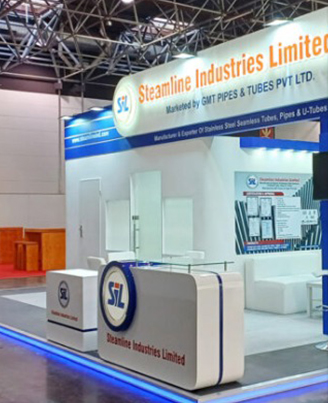 SiL
Steamline Industries Limited
Marketed by GMT PIPES & TUBES PVT LTD.
Manufacturer & Exporter Of Stainless Steel Seamless Tubes, Pipes & U-Tubes
SiL
Steamline Industries Limited
SiL
Steamline Industries Limited